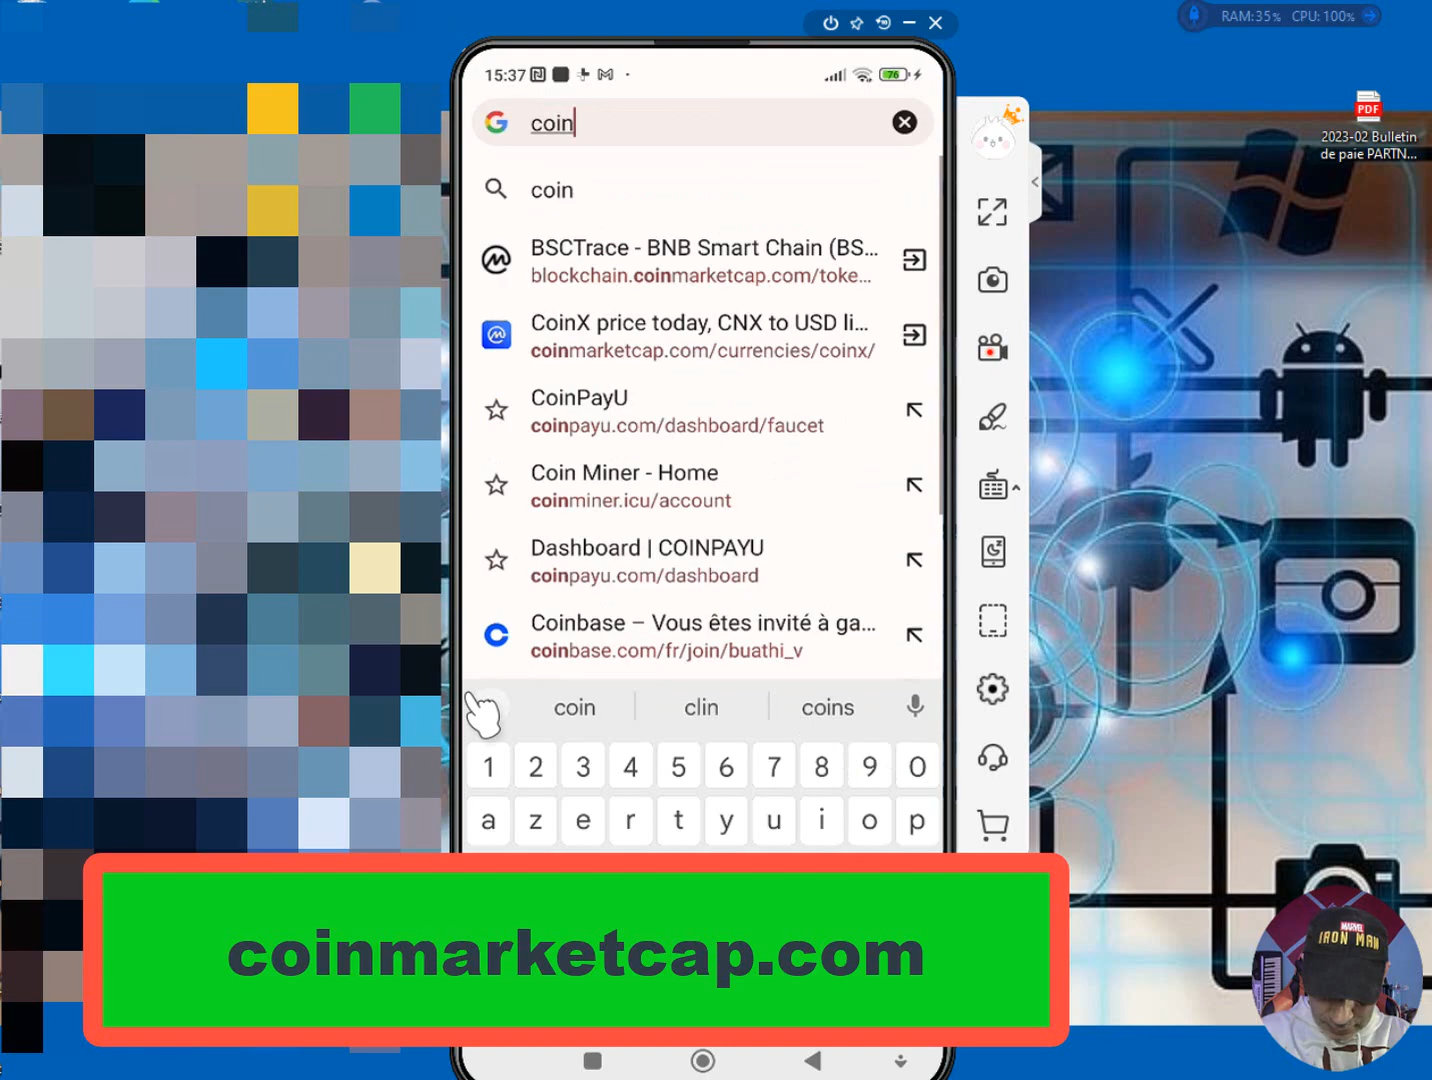 RAM:35% CPU:100%
15:37
76
coin
coin
BSCTrace - BNB Smart Chain (BS...
blockchain.coinmarketcap.com/toke...
CoinX price today, CNX to USD li...
coinmarketcap.com/currencies/coinx/
CoinPayU
coinpayu.com/dashboard/faucet
Coin Miner - Home
coinminer.icu/account
Dashboard | COINPAYU
coinpayu.com/dashboard
Coinbase – Vous êtes invité à ga...
coinbase.com/fr/join/buathi_v
coin clin coins
1 2 3 4 5 6 7 8 9 0
a z e r t y u i o p
coinmarketcap.com
PDF
2023-02 Bulletin
de paie PARTN...
MARVEL
IRON MAN